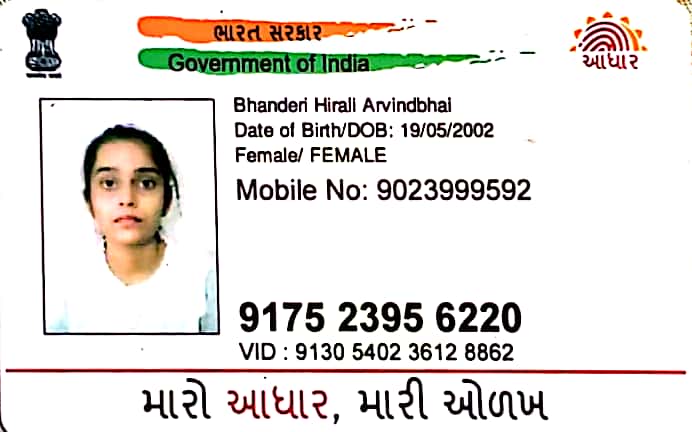 ભારત સરકાર
Government of India
આધાર
Bhanderi Hirali Arvindbhai
Date of Birth/DOB: 19/05/2002
Female/ FEMALE
Mobile No: 9023999592
9175 2395 6220
VID : 9130 5402 3612 8862
મારો આધાર, મારી ઓળખ